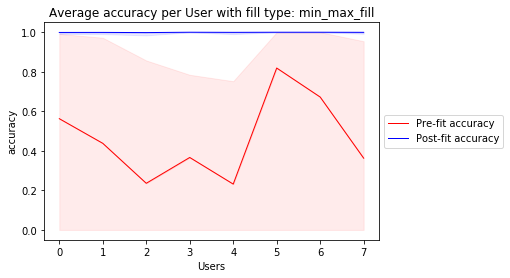 Average accuracy per User with fill type: min_max_fill
1.0
0.8
0.6
0.4
0.2
0.0
accuracy
0 1 2 3 4 5 6 7
Users
Pre-fit accuracy
Post-fit accuracy